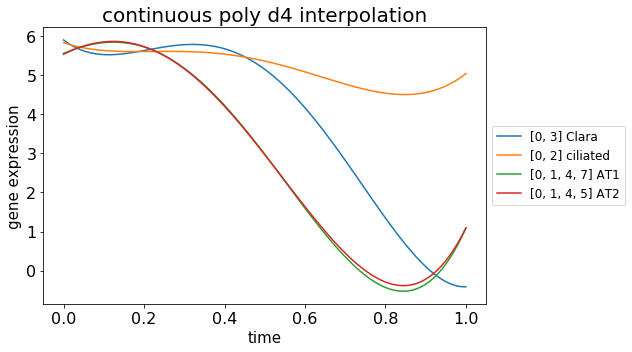 continuous poly d4 interpolation
gene expression
6
5
4
3
2
1
0
0.0 0.2 0.4 0.6 0.8 1.0
time
[0, 3] Clara
[0, 2] ciliated
[0, 1, 4, 7] AT1
[0, 1, 4, 5] AT2